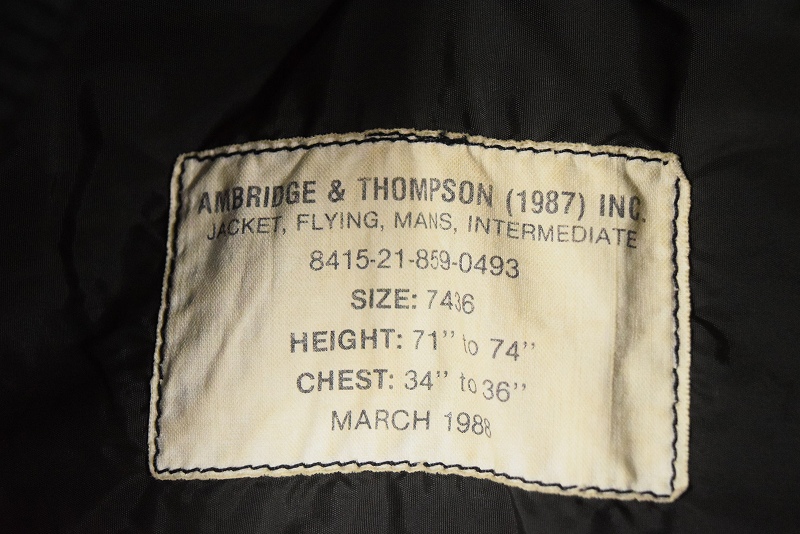 AMBRIDGE & THOMPSON (1987) INC.
JACKET, FLYING, MANS, INTERMEDIATE
8415-21-859-0493
SIZE: 7436
HEIGHT: 71" to 74"
CHEST: 34" to 36"
MARCH 1988